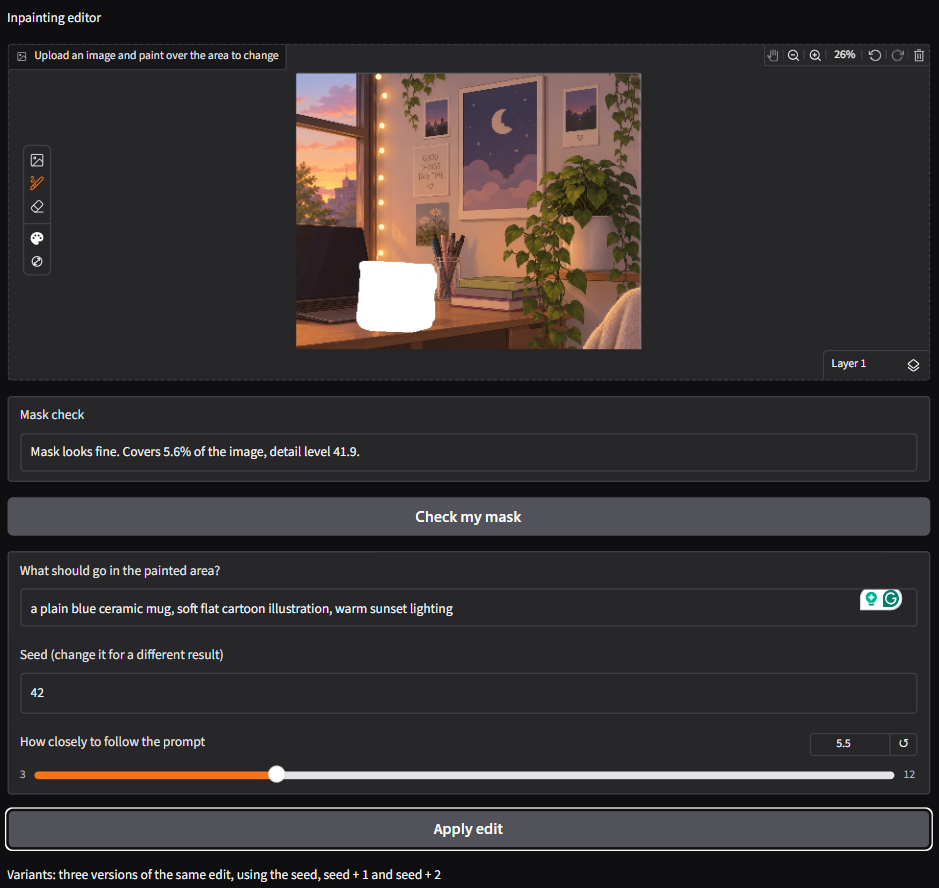 Inpainting editor
Upload an image and paint over the area to change
26%
GOOD
Layer 1
Mask check
Mask looks fine. Covers 5.6% of the image, detail level 41.9.
Check my mask
What should go in the painted area?
a plain blue ceramic mug, soft flat cartoon illustration, warm sunset lighting
Seed (change it for a different result)
42
How closely to follow the prompt
5.5
3
12
Apply edit
Variants: three versions of the same edit, using the seed, seed + 1 and seed + 2